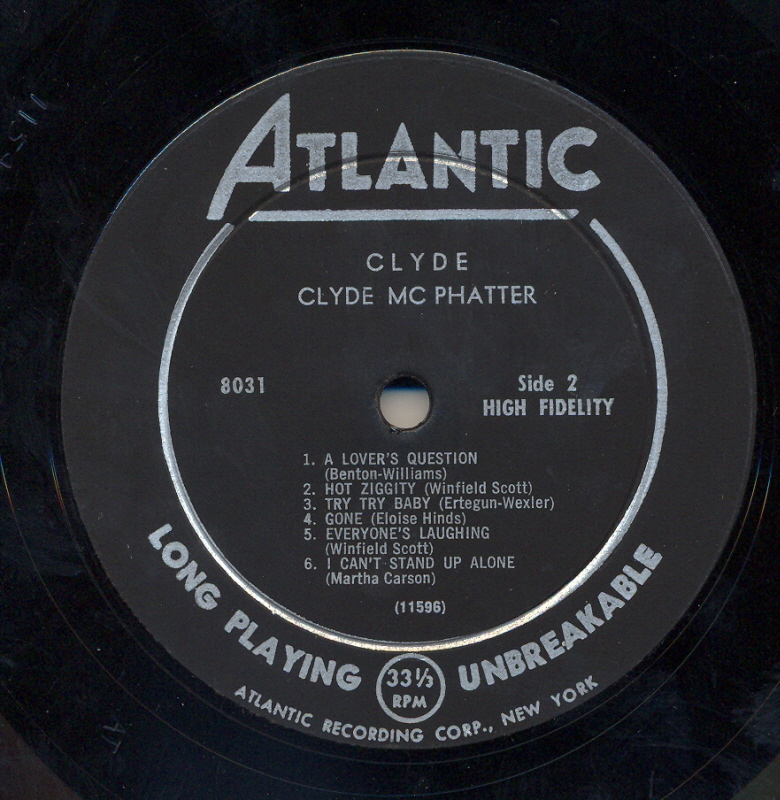 ATLANTIC
CLYDE
CLYDE MC PHATTER
8031
Side 2
HIGH FIDELITY
1. A LOVER'S QUESTION
(Benton-Williams)
2. HOT ZIGGITY (Winfield Scott)
3. TRY TRY BABY (Ertegun-Wexler)
4. GONE (Eloise Hinds)
5. EVERYONE'S LAUGHING
(Winfield Scott)
6. I CAN'T STAND UP ALONE
(Martha Carson)
(11596)
LONG PLAYING
33⅓
RPM
UNBREAKABLE
ATLANTIC RECORDING CORP., NEW YORK